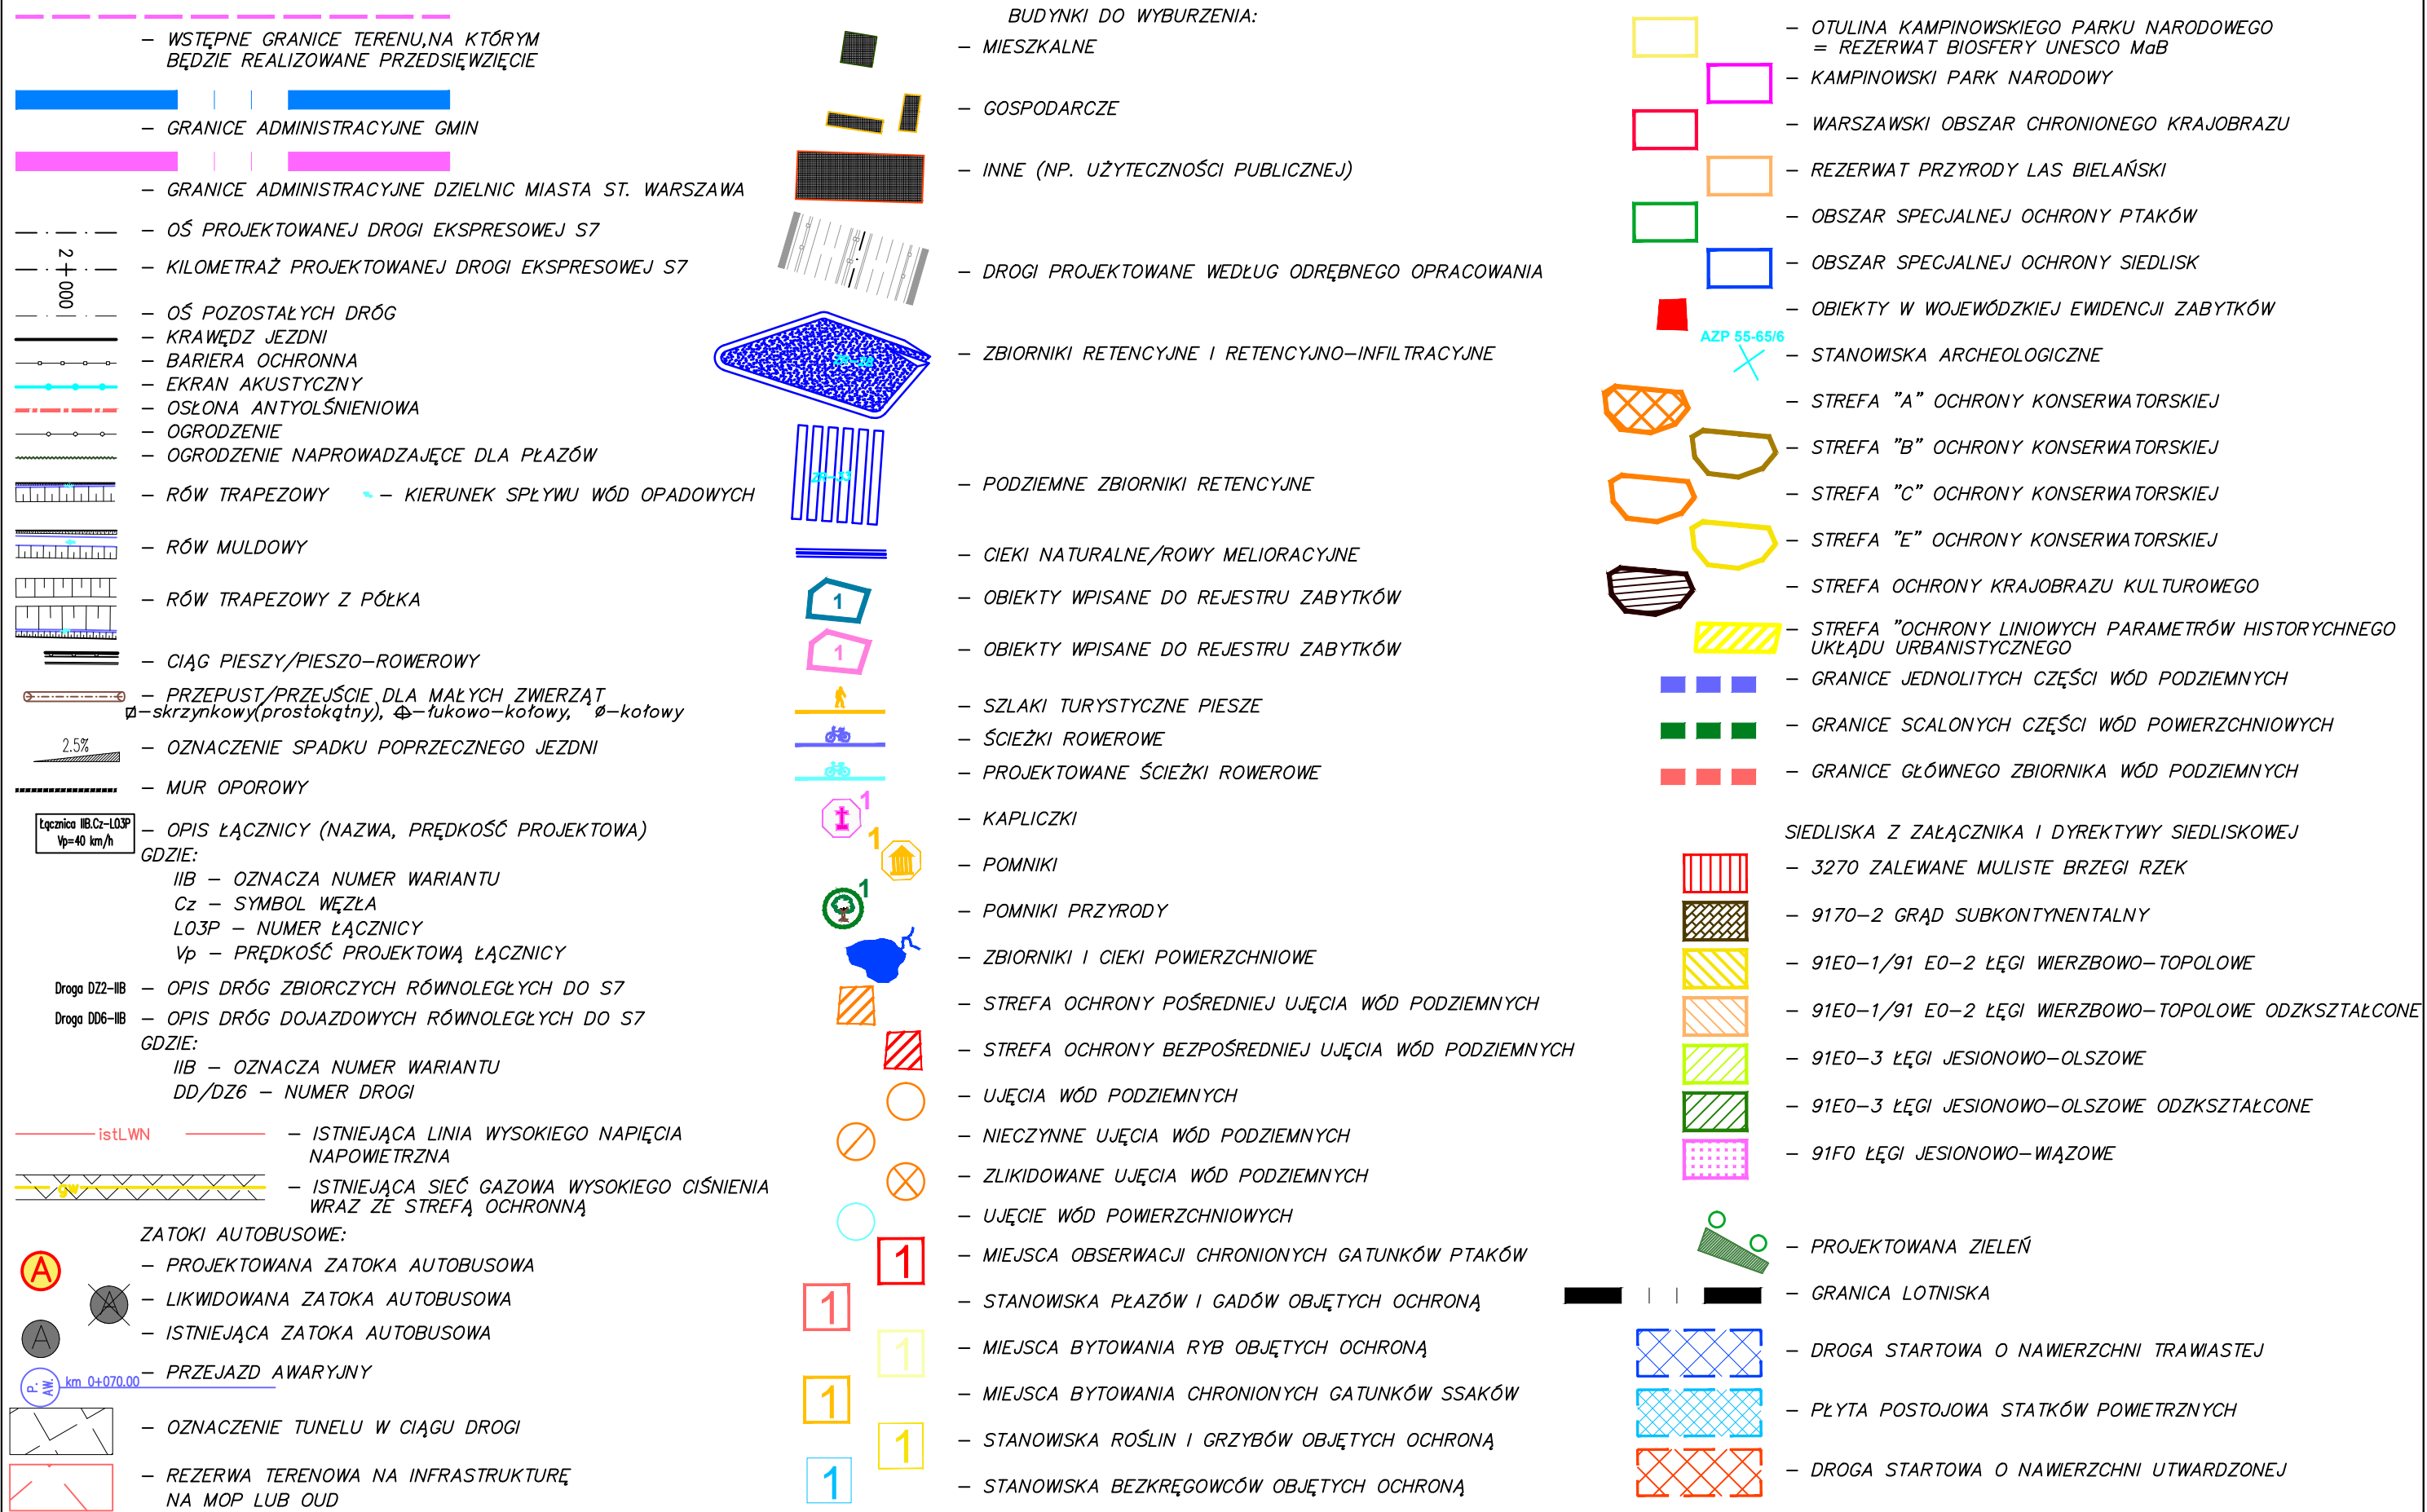 – WSTĘPNE GRANICE TERENU,NA KTÓRYM
BĘDZIE REALIZOWANE PRZEDSIĘWZIĘCIE
– GRANICE ADMINISTRACYJNE GMIN
– GRANICE ADMINISTRACYJNE DZIELNIC MIASTA ST. WARSZAWA
– OŚ PROJEKTOWANEJ DROGI EKSPRESOWEJ S7
2+000
– KILOMETRAŻ PROJEKTOWANEJ DROGI EKSPRESOWEJ S7
– OŚ POZOSTAŁYCH DRÓG
– KRAWĘDZ JEZDNI
– BARIERA OCHRONNA
– EKRAN AKUSTYCZNY
– OSŁONA ANTYOLŚNIENIOWA
– OGRODZENIE
– OGRODZENIE NAPROWADZAJĘCE DLA PŁAZÓW
– RÓW TRAPEZOWY – KIERUNEK SPŁYWU WÓD OPADOWYCH
– RÓW MULDOWY
– RÓW TRAPEZOWY Z PÓŁKA
– CIĄG PIESZY/PIESZO–ROWEROWY
– PRZEPUST/PRZEJŚCIE DLA MAŁYCH ZWIERZĄT
–skrzynkowy(prostokątny), –łukowo–kołowy, ø–kołowy
2.5%
– OZNACZENIE SPADKU POPRZECZNEGO JEZDNI
– MUR OPOROWY
Łącznica IIB.Cz–L03P
Vp=40 km/h
– OPIS ŁĄCZNICY (NAZWA, PRĘDKOŚĆ PROJEKTOWA)
GDZIE:
IIB – OZNACZA NUMER WARIANTU
Cz – SYMBOL WĘZŁA
L03P – NUMER ŁĄCZNICY
Vp – PRĘDKOŚĆ PROJEKTOWĄ ŁĄCZNICY
Droga DZ2–IIB – OPIS DRÓG ZBIORCZYCH RÓWNOLEGŁYCH DO S7
Droga DD6–IIB – OPIS DRÓG DOJAZDOWYCH RÓWNOLEGŁYCH DO S7
GDZIE:
IIB – OZNACZA NUMER WARIANTU
DD/DZ6 – NUMER DROGI
istLWN – ISTNIEJĄCA LINIA WYSOKIEGO NAPIĘCIA
NAPOWIETRZNA
gw – ISTNIEJĄCA SIEĆ GAZOWA WYSOKIEGO CIŚNIENIA
WRAZ ZE STREFĄ OCHRONNĄ
ZATOKI AUTOBUSOWE:
A – PROJEKTOWANA ZATOKA AUTOBUSOWA
A – LIKWIDOWANA ZATOKA AUTOBUSOWA
A – ISTNIEJĄCA ZATOKA AUTOBUSOWA
P. AW. km 0+070.00 – PRZEJAZD AWARYJNY
– OZNACZENIE TUNELU W CIĄGU DROGI
– REZERWA TERENOWA NA INFRASTRUKTURĘ
NA MOP LUB OUD
BUDYNKI DO WYBURZENIA:
– MIESZKALNE
– GOSPODARCZE
– INNE (NP. UŻYTECZNOŚCI PUBLICZNEJ)
– DROGI PROJEKTOWANE WEDŁUG ODRĘBNEGO OPRACOWANIA
– ZBIORNIKI RETENCYJNE I RETENCYJNO–INFILTRACYJNE
– PODZIEMNE ZBIORNIKI RETENCYJNE
– CIEKI NATURALNE/ROWY MELIORACYJNE
1 – OBIEKTY WPISANE DO REJESTRU ZABYTKÓW
1 – OBIEKTY WPISANE DO REJESTRU ZABYTKÓW
– SZLAKI TURYSTYCZNE PIESZE
– ŚCIEŻKI ROWEROWE
– PROJEKTOWANE ŚCIEŻKI ROWEROWE
1 – KAPLICZKI
1 – POMNIKI
1 – POMNIKI PRZYRODY
– ZBIORNIKI I CIEKI POWIERZCHNIOWE
– STREFA OCHRONY POŚREDNIEJ UJĘCIA WÓD PODZIEMNYCH
– STREFA OCHRONY BEZPOŚREDNIEJ UJĘCIA WÓD PODZIEMNYCH
– UJĘCIA WÓD PODZIEMNYCH
– NIECZYNNE UJĘCIA WÓD PODZIEMNYCH
– ZLIKIDOWANE UJĘCIA WÓD PODZIEMNYCH
– UJĘCIE WÓD POWIERZCHNIOWYCH
1 – MIEJSCA OBSERWACJI CHRONIONYCH GATUNKÓW PTAKÓW
1 – STANOWISKA PŁAZÓW I GADÓW OBJĘTYCH OCHRONĄ
1 – MIEJSCA BYTOWANIA RYB OBJĘTYCH OCHRONĄ
1 – MIEJSCA BYTOWANIA CHRONIONYCH GATUNKÓW SSAKÓW
1 – STANOWISKA ROŚLIN I GRZYBÓW OBJĘTYCH OCHRONĄ
1 – STANOWISKA BEZKRĘGOWCÓW OBJĘTYCH OCHRONĄ
– OTULINA KAMPINOWSKIEGO PARKU NARODOWEGO
= REZERWAT BIOSFERY UNESCO MaB
– KAMPINOWSKI PARK NARODOWY
– WARSZAWSKI OBSZAR CHRONIONEGO KRAJOBRAZU
– REZERWAT PRZYRODY LAS BIELAŃSKI
– OBSZAR SPECJALNEJ OCHRONY PTAKÓW
– OBSZAR SPECJALNEJ OCHRONY SIEDLISK
– OBIEKTY W WOJEWÓDZKIEJ EWIDENCJI ZABYTKÓW
AZP 55-65/6
– STANOWISKA ARCHEOLOGICZNE
– STREFA "A" OCHRONY KONSERWATORSKIEJ
– STREFA "B" OCHRONY KONSERWATORSKIEJ
– STREFA "C" OCHRONY KONSERWATORSKIEJ
– STREFA "E" OCHRONY KONSERWATORSKIEJ
– STREFA OCHRONY KRAJOBRAZU KULTUROWEGO
– STREFA "OCHRONY LINIOWYCH PARAMETRÓW HISTORYCHNEGO
UKŁĄDU URBANISTYCZNEGO
– GRANICE JEDNOLITYCH CZĘŚCI WÓD PODZIEMNYCH
– GRANICE SCALONYCH CZĘŚCI WÓD POWIERZCHNIOWYCH
– GRANICE GŁÓWNEGO ZBIORNIKA WÓD PODZIEMNYCH
SIEDLISKA Z ZAŁĄCZNIKA I DYREKTYWY SIEDLISKOWEJ
– 3270 ZALEWANE MULISTE BRZEGI RZEK
– 9170–2 GRĄD SUBKONTYNENTALNY
– 91E0–1/91 E0–2 ŁĘGI WIERZBOWO–TOPOLOWE
– 91E0–1/91 E0–2 ŁĘGI WIERZBOWO–TOPOLOWE ODZKSZTAŁCONE
– 91E0–3 ŁĘGI JESIONOWO–OLSZOWE
– 91E0–3 ŁĘGI JESIONOWO–OLSZOWE ODZKSZTAŁCONE
– 91F0 ŁĘGI JESIONOWO–WIĄZOWE
– PROJEKTOWANA ZIELEŃ
– GRANICA LOTNISKA
– DROGA STARTOWA O NAWIERZCHNI TRAWIASTEJ
– PŁYTA POSTOJOWA STATKÓW POWIETRZNYCH
– DROGA STARTOWA O NAWIERZCHNI UTWARDZONEJ